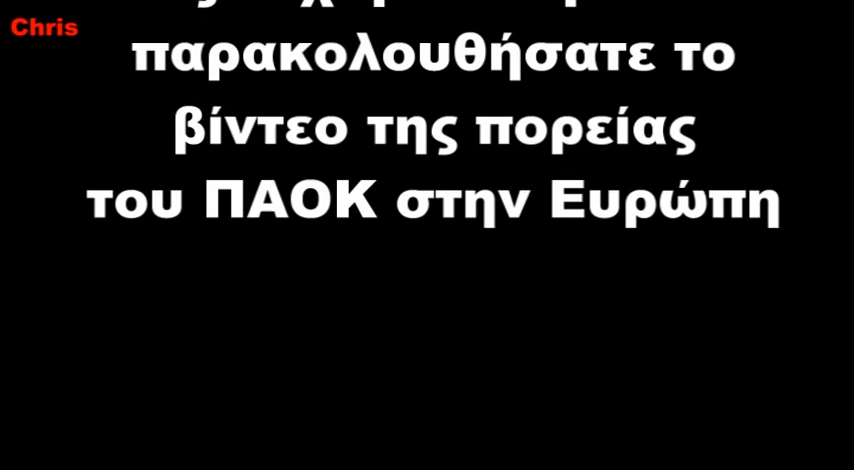 Chris
παρακολουθήσατε το
βίντεο της πορείας
του ΠΑΟΚ στην Ευρώπη